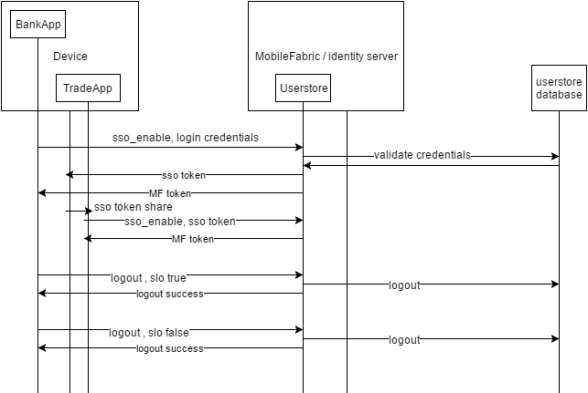 BankApp
Device
TradeApp
MobileFabric / identity server
Userstore
userstore
database
sso_enable, login credentials
validate credentials
sso token
MF token
sso token share
sso_enable, sso token
MF token
logout , slo true
logout
logout success
logout , slo false
logout
logout success